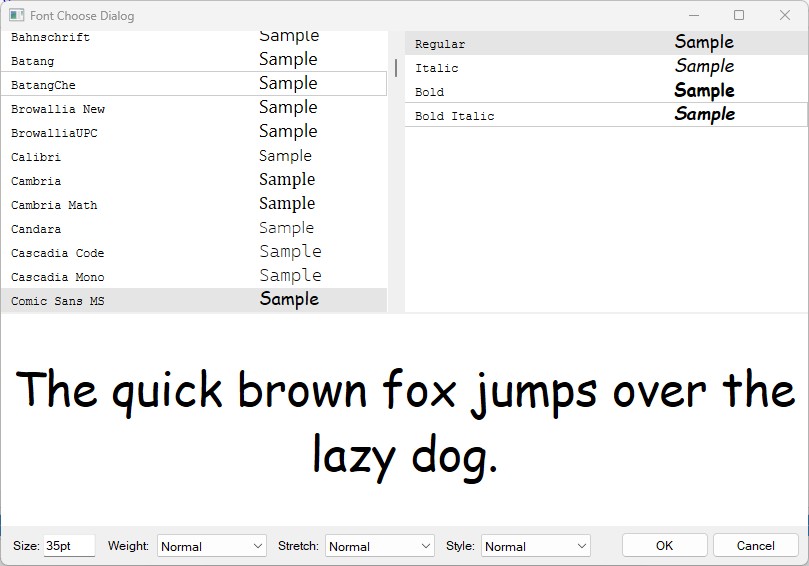 Font Choose Dialog
Bahnschrift Sample
Batang Sample
BatangChe Sample
Browallia New Sample
BrowalliaUPC Sample
Calibri Sample
Cambria Sample
Cambria Math Sample
Candara Sample
Cascadia Code Sample
Cascadia Mono Sample
Comic Sans MS Sample
Regular Sample
Italic Sample
Bold Sample
Bold Italic Sample
The quick brown fox jumps over the
lazy dog.
Size: 35pt Weight: Normal Stretch: Normal Style: Normal OK Cancel